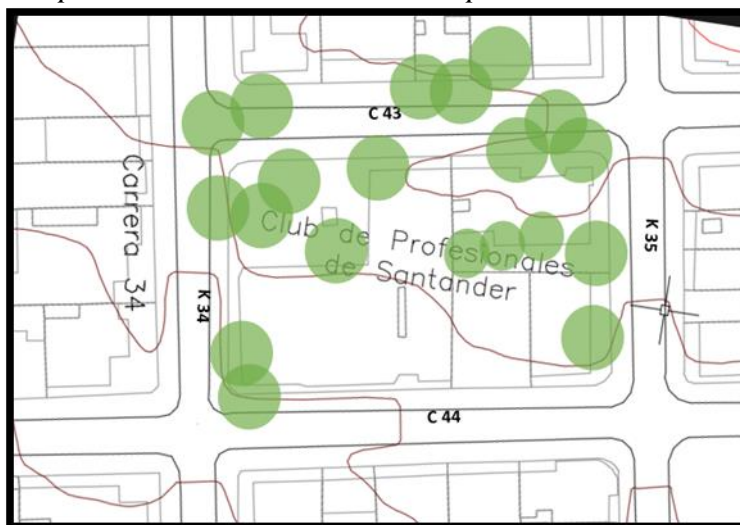 C 43
Carrera 34
Club de Profesionales
de Santander
K 35
K 34
C 44